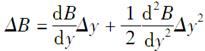 ΔB = dB/dy Δy + 1/2 d²B/dy² Δy²